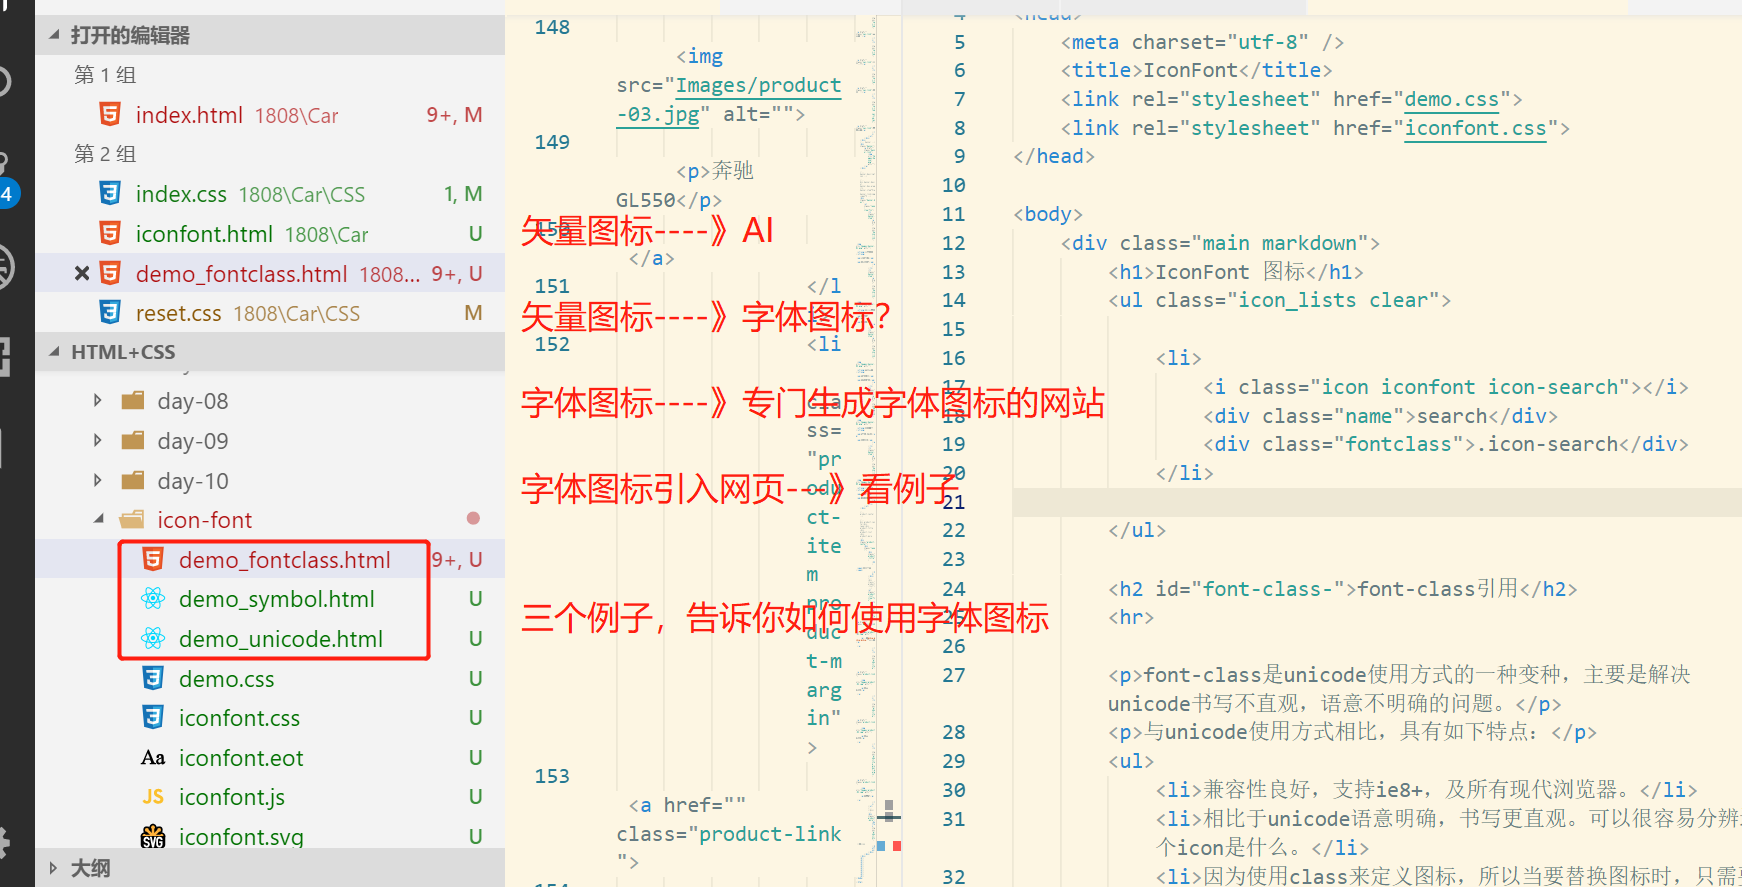 打开的编辑器
第 1 组
index.html 1808\Car 9+, M
第 2 组
index.css 1808\Car\CSS 1, M
iconfont.html 1808\Car U
demo_fontclass.html 1808... 9+, U
reset.css 1808\Car\CSS M
HTML+CSS
day-08
day-09
day-10
icon-font
demo_fontclass.html 9+, U
demo_symbol.html U
demo_unicode.html U
demo.css U
iconfont.css U
Aa iconfont.eot U
JS iconfont.js U
SVG iconfont.svg U
大纲
4
148
<img
src="Images/product
-03.jpg" alt="">
149
<p>奔驰
GL550</p>
</a>
151
</l
152
<li
ss=
"pr
odu
ct-
ite
m
pro
duc
t-m
arg
in"
>
153
<a href=""
class="product-link
">
154
矢量图标----》AI
矢量图标----》字体图标?
字体图标----》专门生成字体图标的网站
字体图标引入网页---》看例子
三个例子，告诉你如何使用字体图标
4 <head>
5 <meta charset="utf-8" />
6 <title>IconFont</title>
7 <link rel="stylesheet" href="demo.css">
8 <link rel="stylesheet" href="iconfont.css">
9 </head>
10
11 <body>
12 <div class="main markdown">
13 <h1>IconFont 图标</h1>
14 <ul class="icon_lists clear">
15
16 <li>
17 <i class="icon iconfont icon-search"></i>
18 <div class="name">search</div>
19 <div class="fontclass">.icon-search</div>
20 </li>
21
22 </ul>
23
24 <h2 id="font-class-">font-class引用</h2>
25 <hr>
26
27 <p>font-class是unicode使用方式的一种变种，主要是解决
unicode书写不直观，语意不明确的问题。</p>
28 <p>与unicode使用方式相比，具有如下特点：</p>
29 <ul>
30 <li>兼容性良好，支持ie8+，及所有现代浏览器。</li>
31 <li>相比于unicode语意明确，书写更直观。可以很容易分辨
个icon是什么。</li>
32 <li>因为使用class来定义图标，所以当要替换图标时，只需